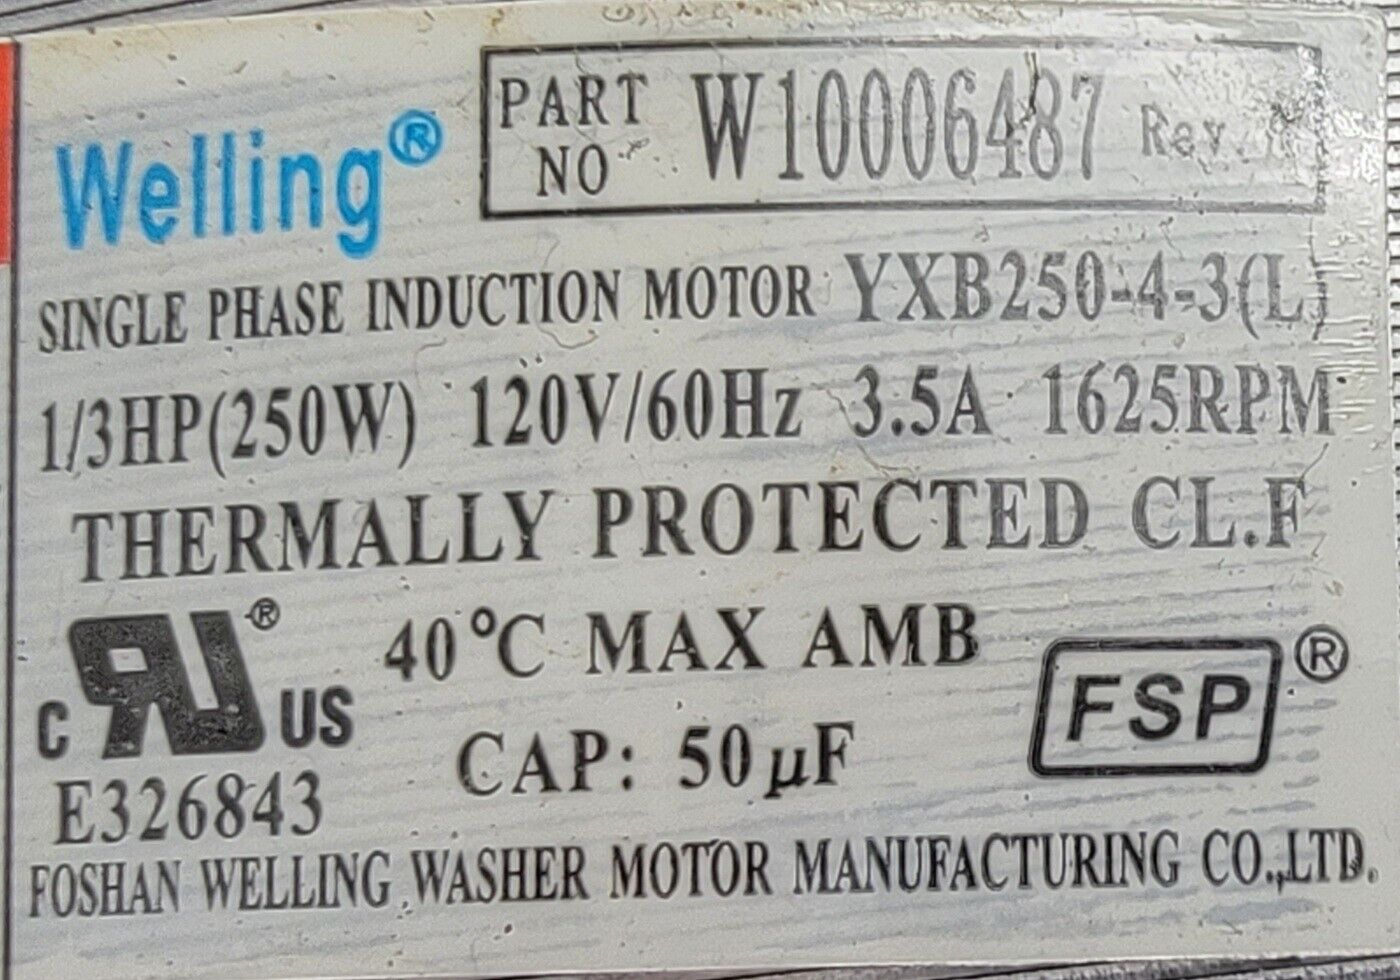 Welling®
PART NO W10006487 Rev.
SINGLE PHASE INDUCTION MOTOR YXB250-4-3(L)
1/3HP(250W) 120V/60Hz 3.5A 1625RPM
THERMALLY PROTECTED CL.F
40°C MAX AMB
c RU® US
CAP: 50µF
FSP®
E326843
FOSHAN WELLING WASHER MOTOR MANUFACTURING CO.,LTD.